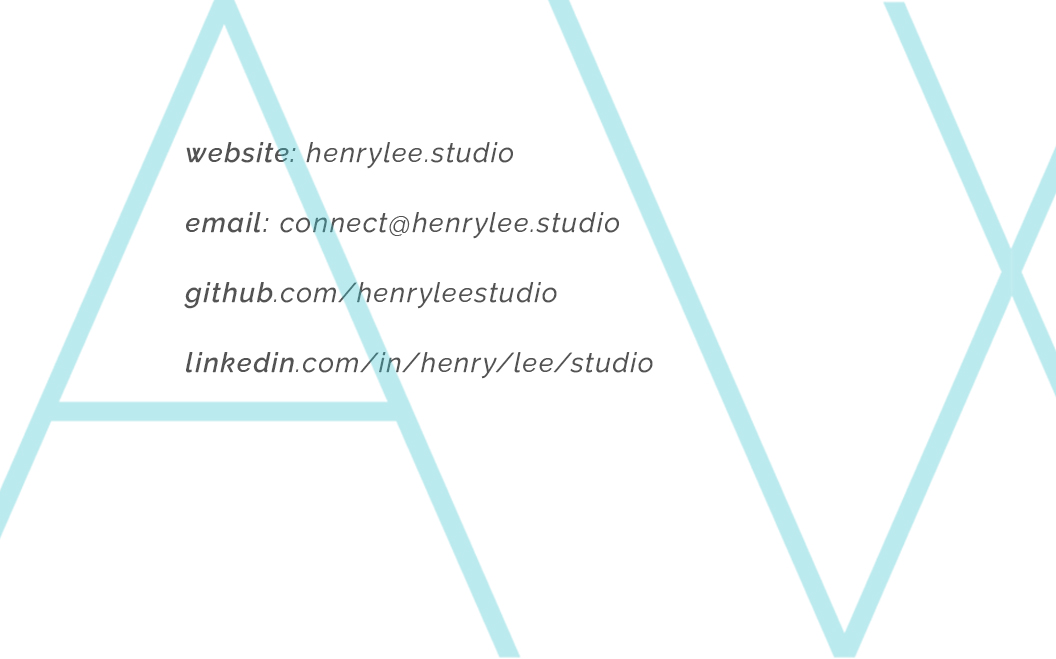 website: henrylee.studio
email: connect@henrylee.studio
github.com/henryleestudio
linkedin.com/in/henry/lee/studio